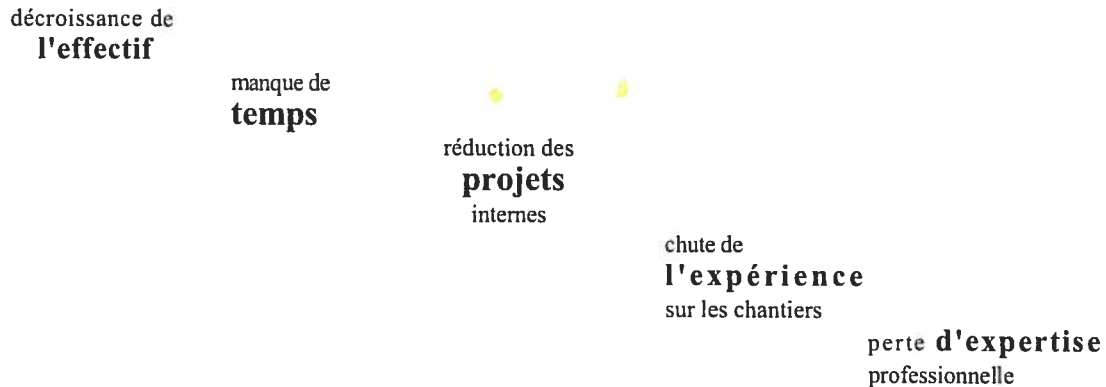 décroissance de
l'effectif
manque de
temps
réduction des
projets
internes
chute de
l'expérience
sur les chantiers
perte d'expertise
professionnelle